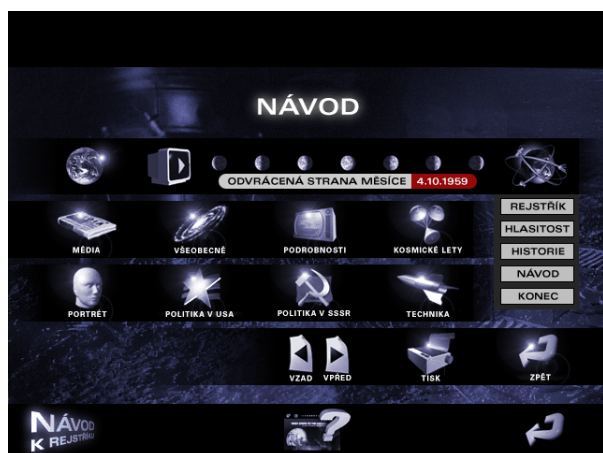 NÁVOD
ODVRÁCENÁ STRANA MĚSÍCE 4.10.1959
MÉDIA
VŠEOBECNĚ
PODROBNOSTI
KOSMICKÉ LETY
REJSTŘÍK
HLASITOST
HISTORIE
NÁVOD
KONEC
PORTRÉT
POLITIKA V USA
POLITIKA V SSSR
TECHNIKA
VZAD
VPŘED
TISK
ZPĚT
NÁVOD
K REJSTŘÍKU
?